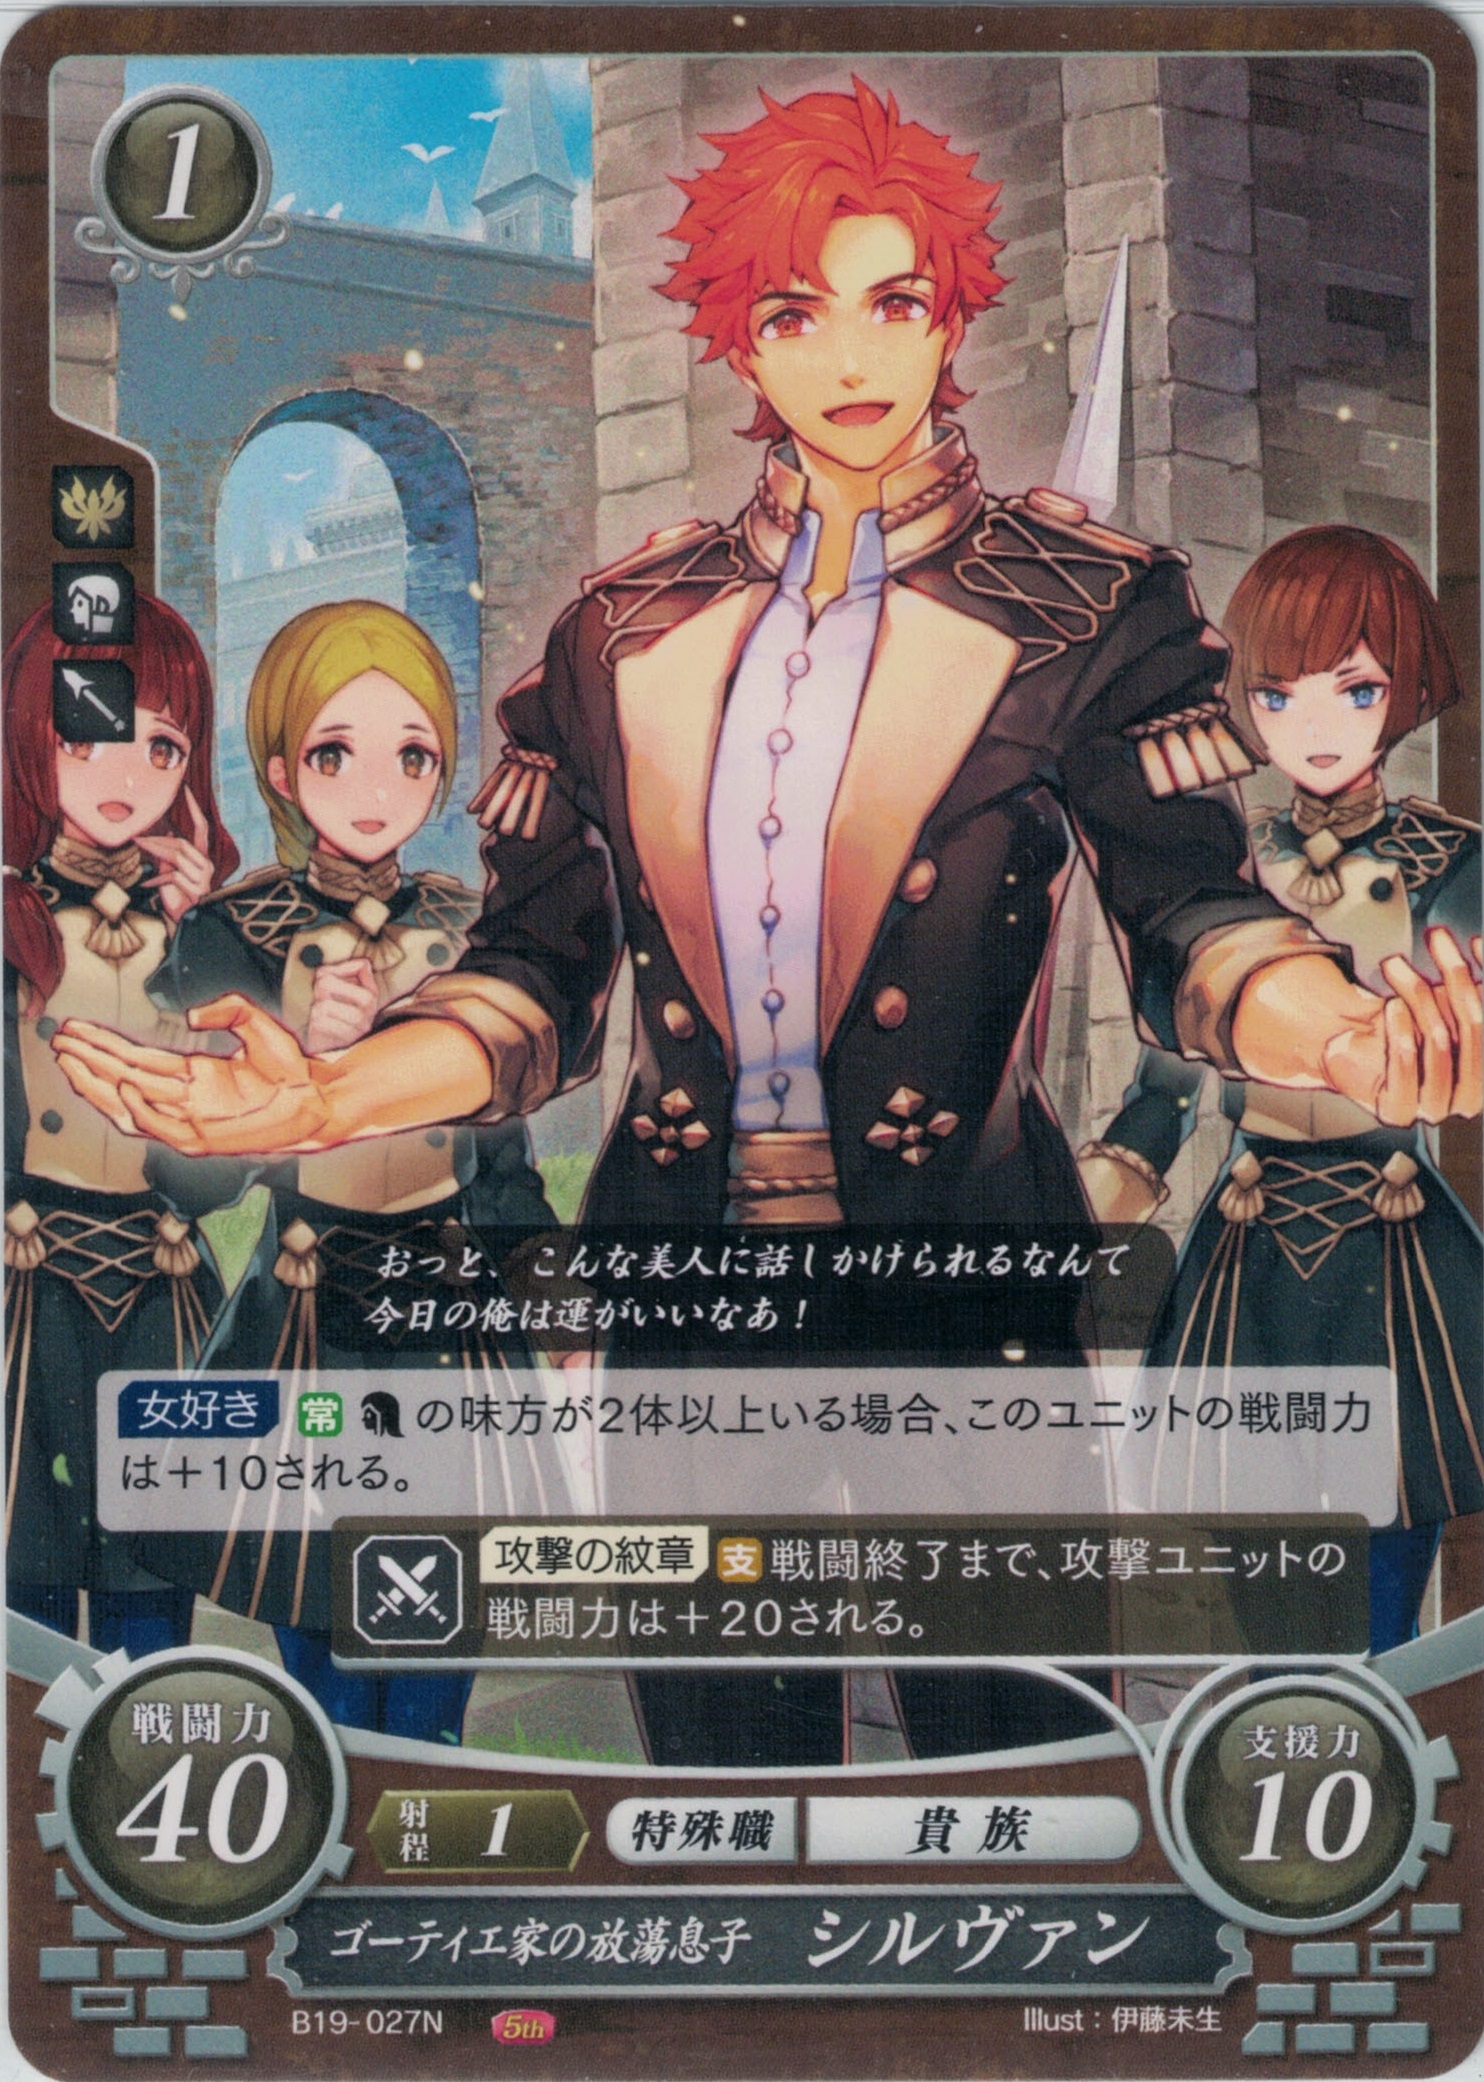 1
おっと、こんな美人に話しかけられるなんて
今日の俺は運がいいなあ！
女好き 常 の味方が2体以上いる場合、このユニットの戦闘力
は＋10される。
攻撃の紋章 支 戦闘終了まで、攻撃ユニットの
戦闘力は＋20される。
戦闘力
40
射程 1
特殊職 貴族
支援力
10
ゴーティエ家の放蕩息子 シルヴァン
B19-027N 5th Illust：伊藤未生